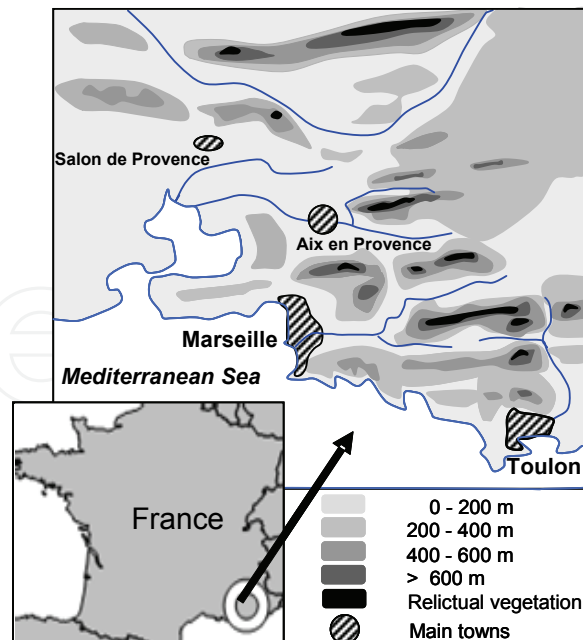 Salon de Provence
Aix en Provence
Marseille
Mediterranean Sea
Toulon
France
0 - 200 m
200 - 400 m
400 - 600 m
> 600 m
Relictual vegetation
Main towns